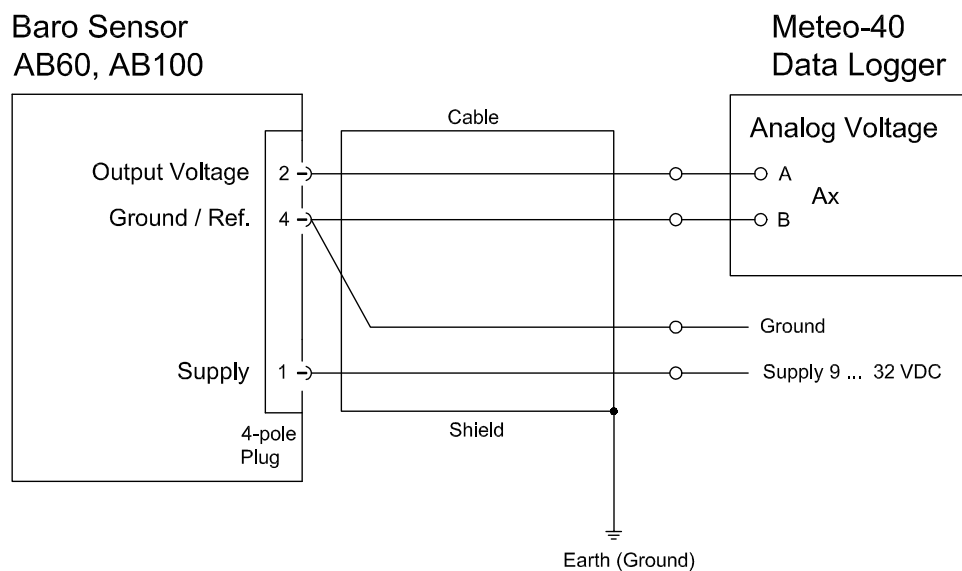 Baro Sensor
AB60, AB100
Meteo-40
Data Logger
Cable
Analog Voltage
Output Voltage 2
A
Ax
Ground / Ref. 4
B
Ground
Supply 1
Supply 9 ... 32 VDC
4-pole
Plug
Shield
Earth (Ground)